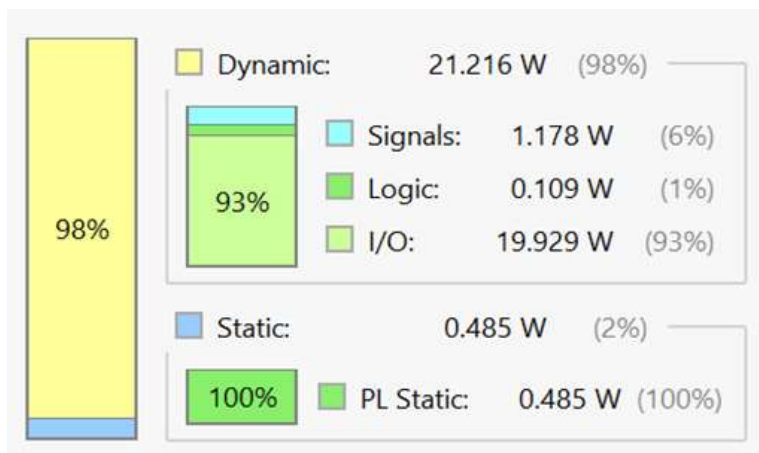 Dynamic: 21.216 W (98%)
Signals: 1.178 W (6%)
Logic: 0.109 W (1%)
93%
98%
I/O: 19.929 W (93%)
Static: 0.485 W (2%)
100% PL Static: 0.485 W (100%)